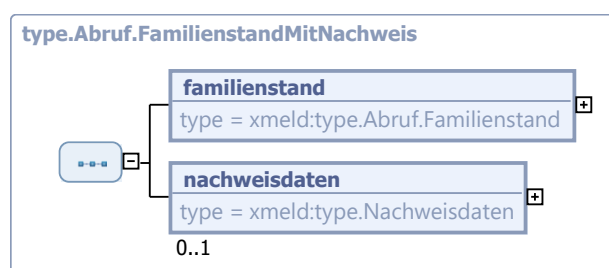 type.Abruf.FamilienstandMitNachweis
familienstand
type = xmeld:type.Abruf.Familienstand
nachweisdaten
type = xmeld:type.Nachweisdaten
0..1